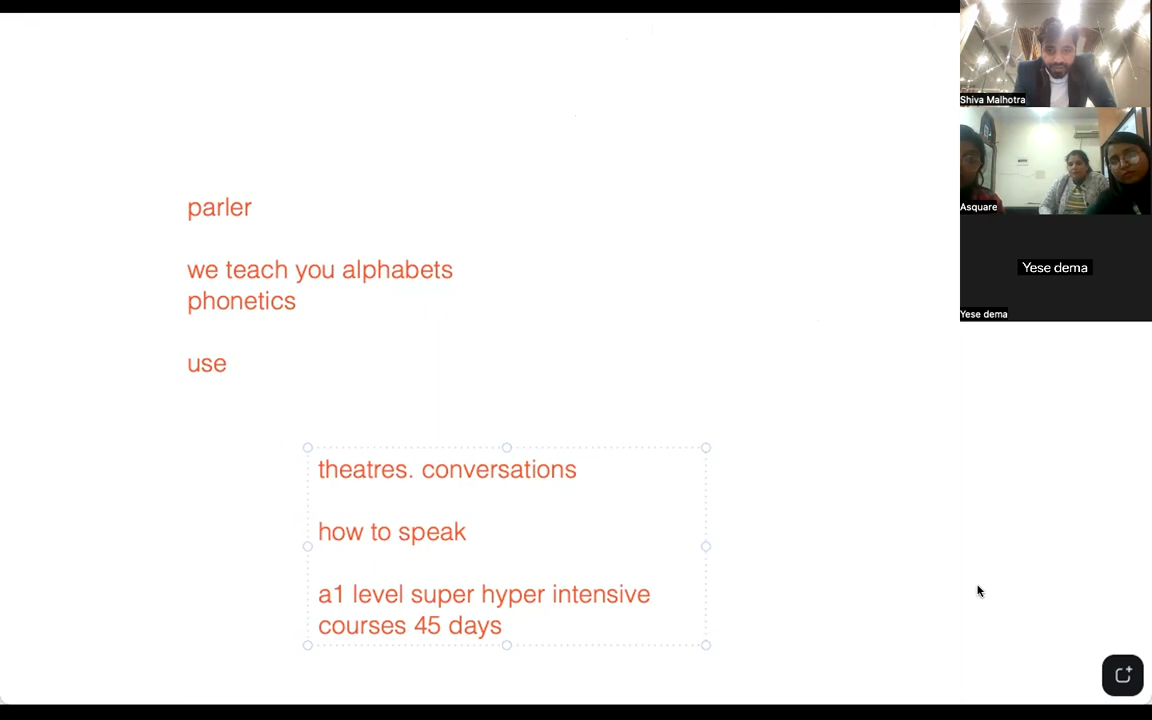 parler
we teach you alphabets
phonetics
use
theatres. conversations
how to speak
a1 level super hyper intensive
courses 45 days
Shiva Malhotra
Asquare
Yese dema
Yese dema